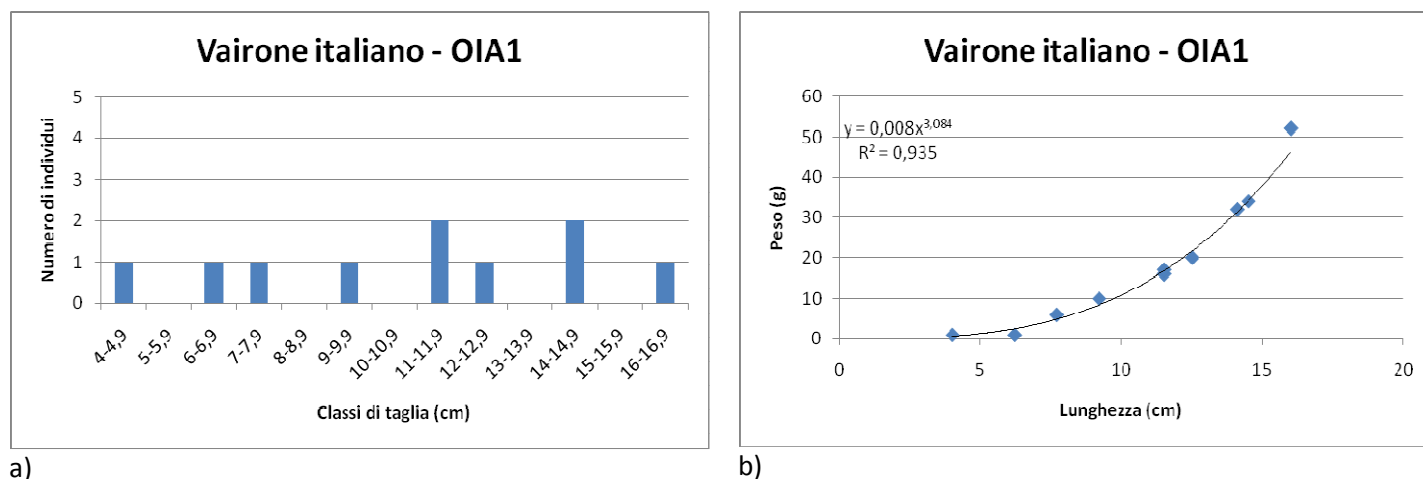 Vairone italiano - OIA1
Numero di individui
5
4
3
2
1
0
4-4,9
5-5,9
6-6,9
7-7,9
8-8,9
9-9,9
10-10,9
11-11,9
12-12,9
13-13,9
14-14,9
15-15,9
16-16,9
Classi di taglia (cm)
a)
Vairone italiano - OIA1
y = 0,008x^3,084
R² = 0,935
Peso (g)
60
50
40
30
20
10
0
0 5 10 15 20
Lunghezza (cm)
b)